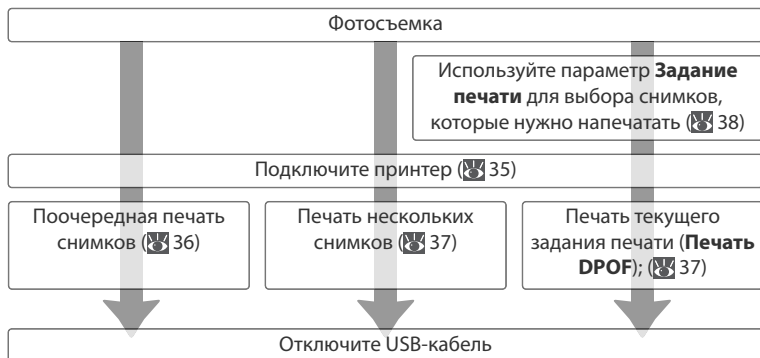 Фотосъемка
Используйте параметр Задание
печати для выбора снимков,
которые нужно напечатать ( 38)
Подключите принтер ( 35)
Поочередная печать
снимков ( 36)
Печать нескольких
снимков ( 37)
Печать текущего
задания печати (Печать
DPOF); ( 37)
Отключите USB-кабель